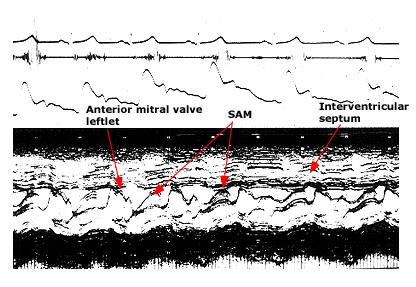 Anterior mitral valve
leftlet
SAM
Interventricular
septum